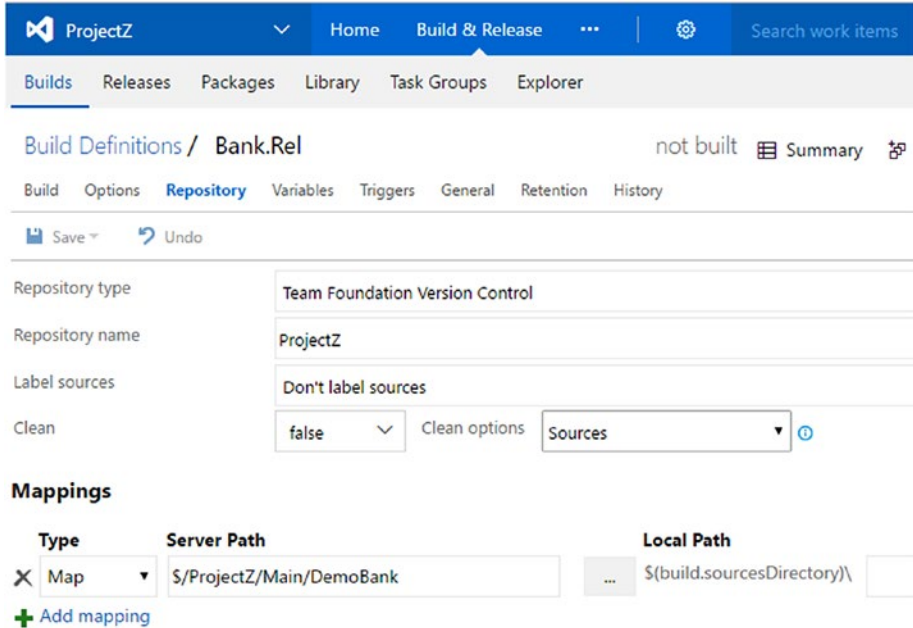 ProjectZ Home Build & Release ... Search work items
Builds Releases Packages Library Task Groups Explorer
Build Definitions / Bank.Rel not built Summary
Build Options Repository Variables Triggers General Retention History
Save Undo
Repository type Team Foundation Version Control
Repository name ProjectZ
Label sources Don't label sources
Clean false Clean options Sources
Mappings
Type Server Path Local Path
Map $/ProjectZ/Main/DemoBank ... $(build.sourcesDirectory)\
Add mapping